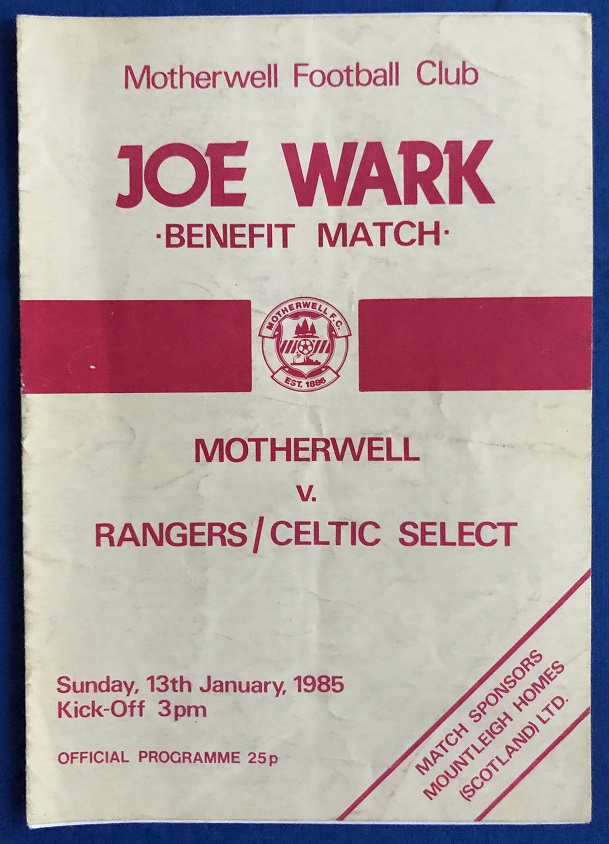 Motherwell Football Club
JOE WARK
·BENEFIT MATCH·
MOTHERWELL F.C.
EST. 1886
MOTHERWELL
v.
RANGERS/CELTIC SELECT
Sunday, 13th January, 1985
Kick-Off 3pm
OFFICIAL PROGRAMME 25p
MATCH SPONSORS
MOUNTLEIGH HOMES
(SCOTLAND) LTD.